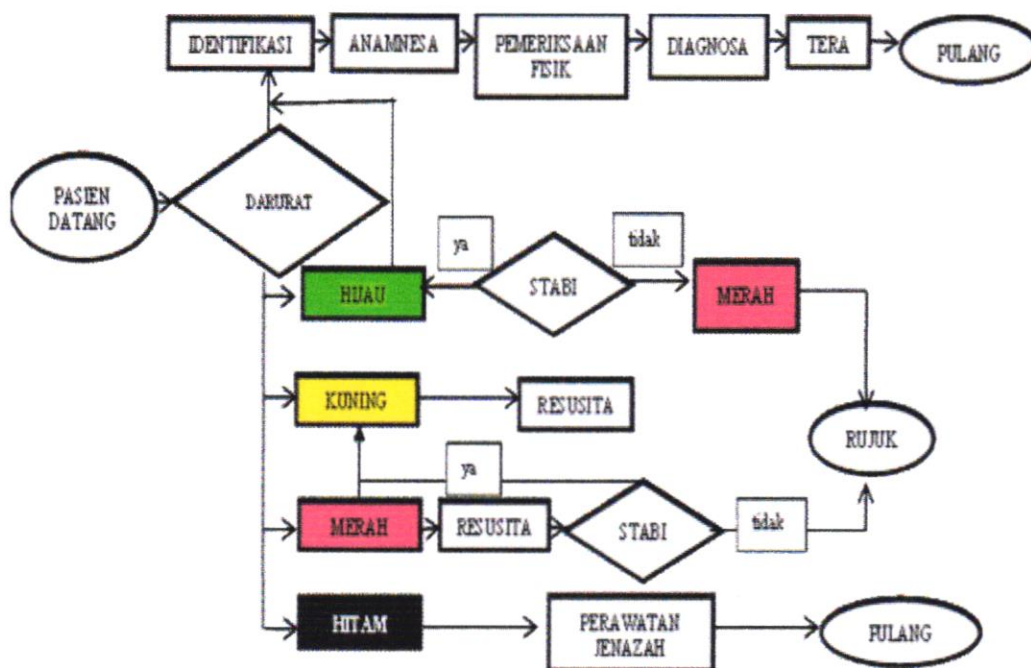 IDENTIFIKASI
ANAMNESA
PEMERIKSAAN
FISIK
DIAGNOSA
TERA
PULANG
PASIEN
DATANG
DARURAT
ya
tidak
HIJAU
STABI
MERAH
KUNING
RESUSITA
RUJUK
ya
MERAH
RESUSITA
STABI
tidak
HITAM
PERAWATAN
JENAZAH
PULANG